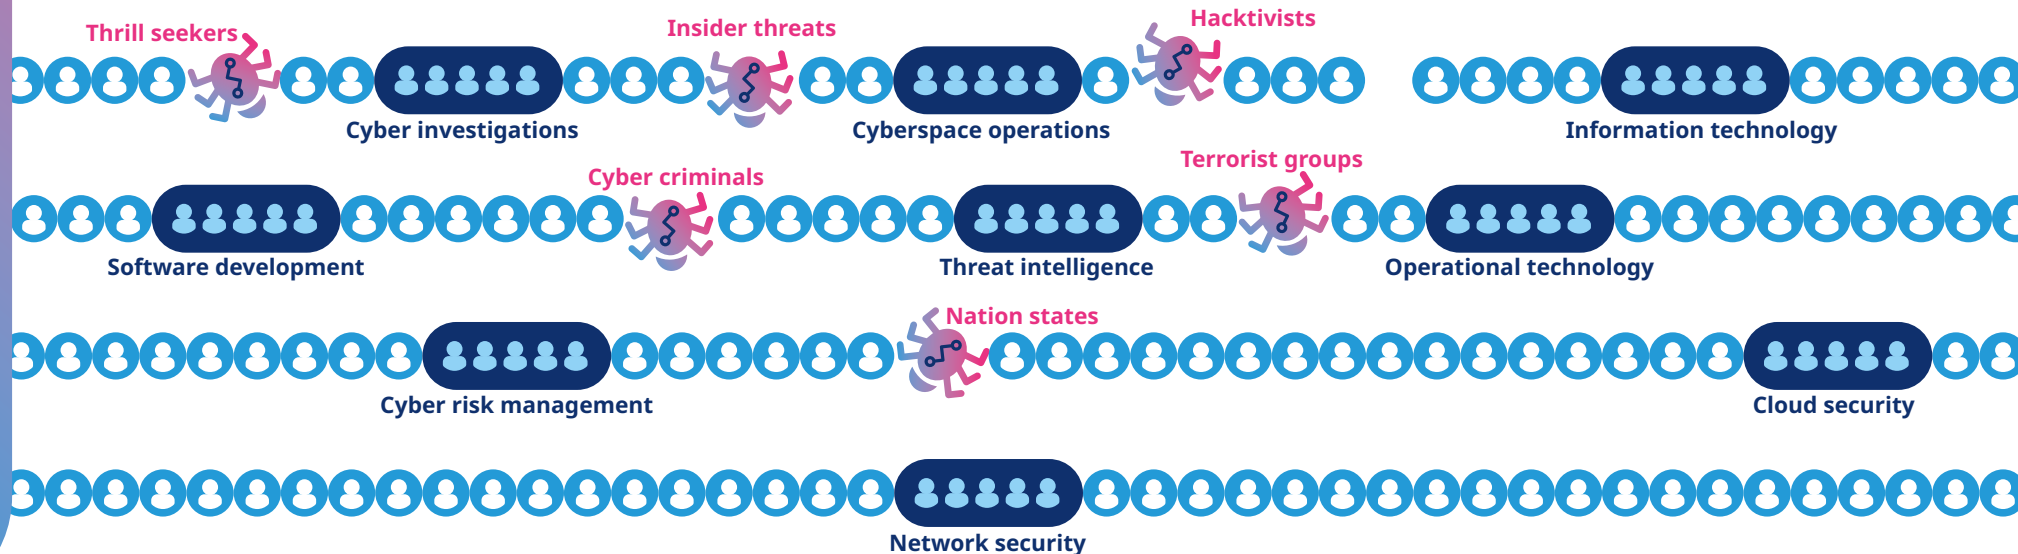 Thrill seekers
Insider threats
Hacktivists
Cyber investigations
Cyberspace operations
Information technology
Cyber criminals
Terrorist groups
Software development
Threat intelligence
Operational technology
Nation states
Cyber risk management
Cloud security
Network security